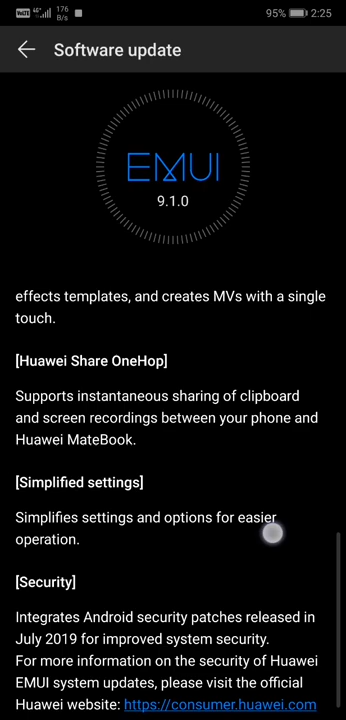 VoLTE 4G 176 B/s 95% 2:25
Software update
EMUI
9.1.0
effects templates, and creates MVs with a single
touch.
[Huawei Share OneHop]
Supports instantaneous sharing of clipboard
and screen recordings between your phone and
Huawei MateBook.
[Simplified settings]
Simplifies settings and options for easier
operation.
[Security]
Integrates Android security patches released in
July 2019 for improved system security.
For more information on the security of Huawei
EMUI system updates, please visit the official
Huawei website: https://consumer.huawei.com